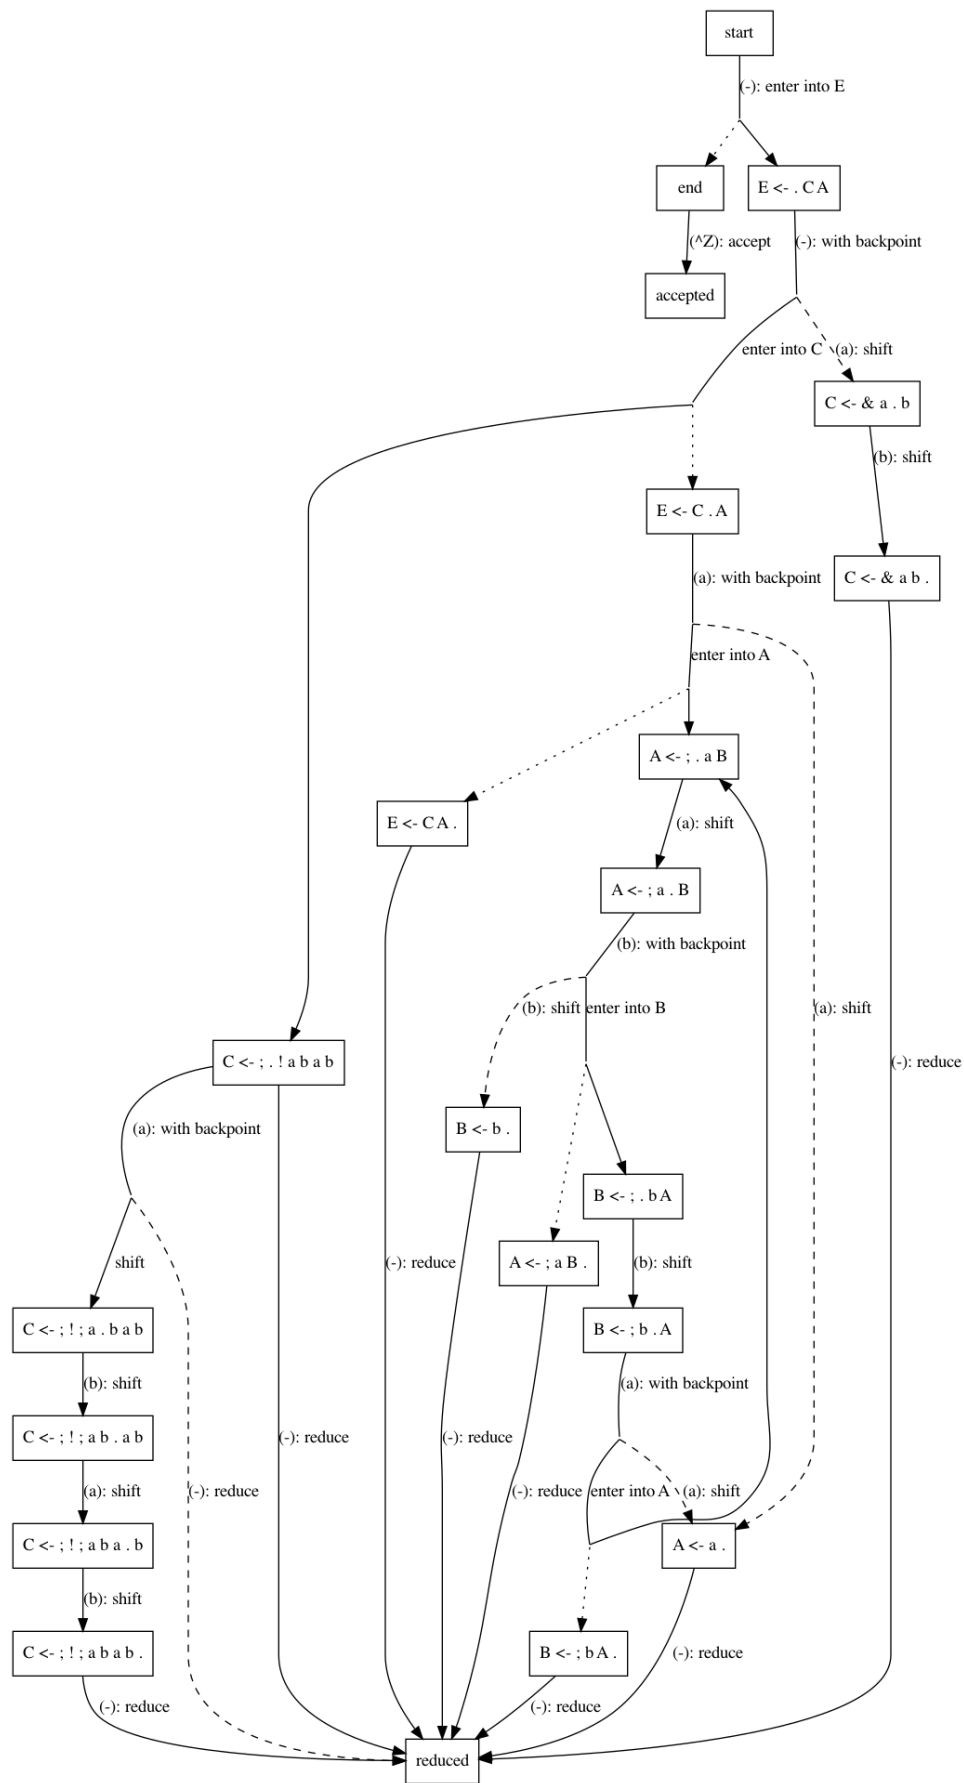 start
(-): enter into E
end
E <- . C A
(^Z): accept
(-): with backpoint
accepted
enter into C
(a): shift
C <- & a . b
(b): shift
E <- C . A
(a): with backpoint
C <- & a b .
enter into A
A <- ; . a B
E <- C A .
(a): shift
A <- ; a . B
(b): with backpoint
(b): shift
enter into B
(a): shift
C <- ; . ! a b a b
(-): reduce
(a): with backpoint
B <- b .
B <- ; . b A
shift
(-): reduce
A <- ; a B .
(b): shift
C <- ; ! ; a . b a b
B <- ; b . A
(b): shift
(a): with backpoint
C <- ; ! ; a b . a b
(-): reduce
(-): reduce
(a): shift
(-): reduce
(-): reduce
enter into A
(a): shift
C <- ; ! ; a b a . b
A <- a .
(b): shift
C <- ; ! ; a b a b .
B <- ; b A .
(-): reduce
(-): reduce
(-): reduce
reduced